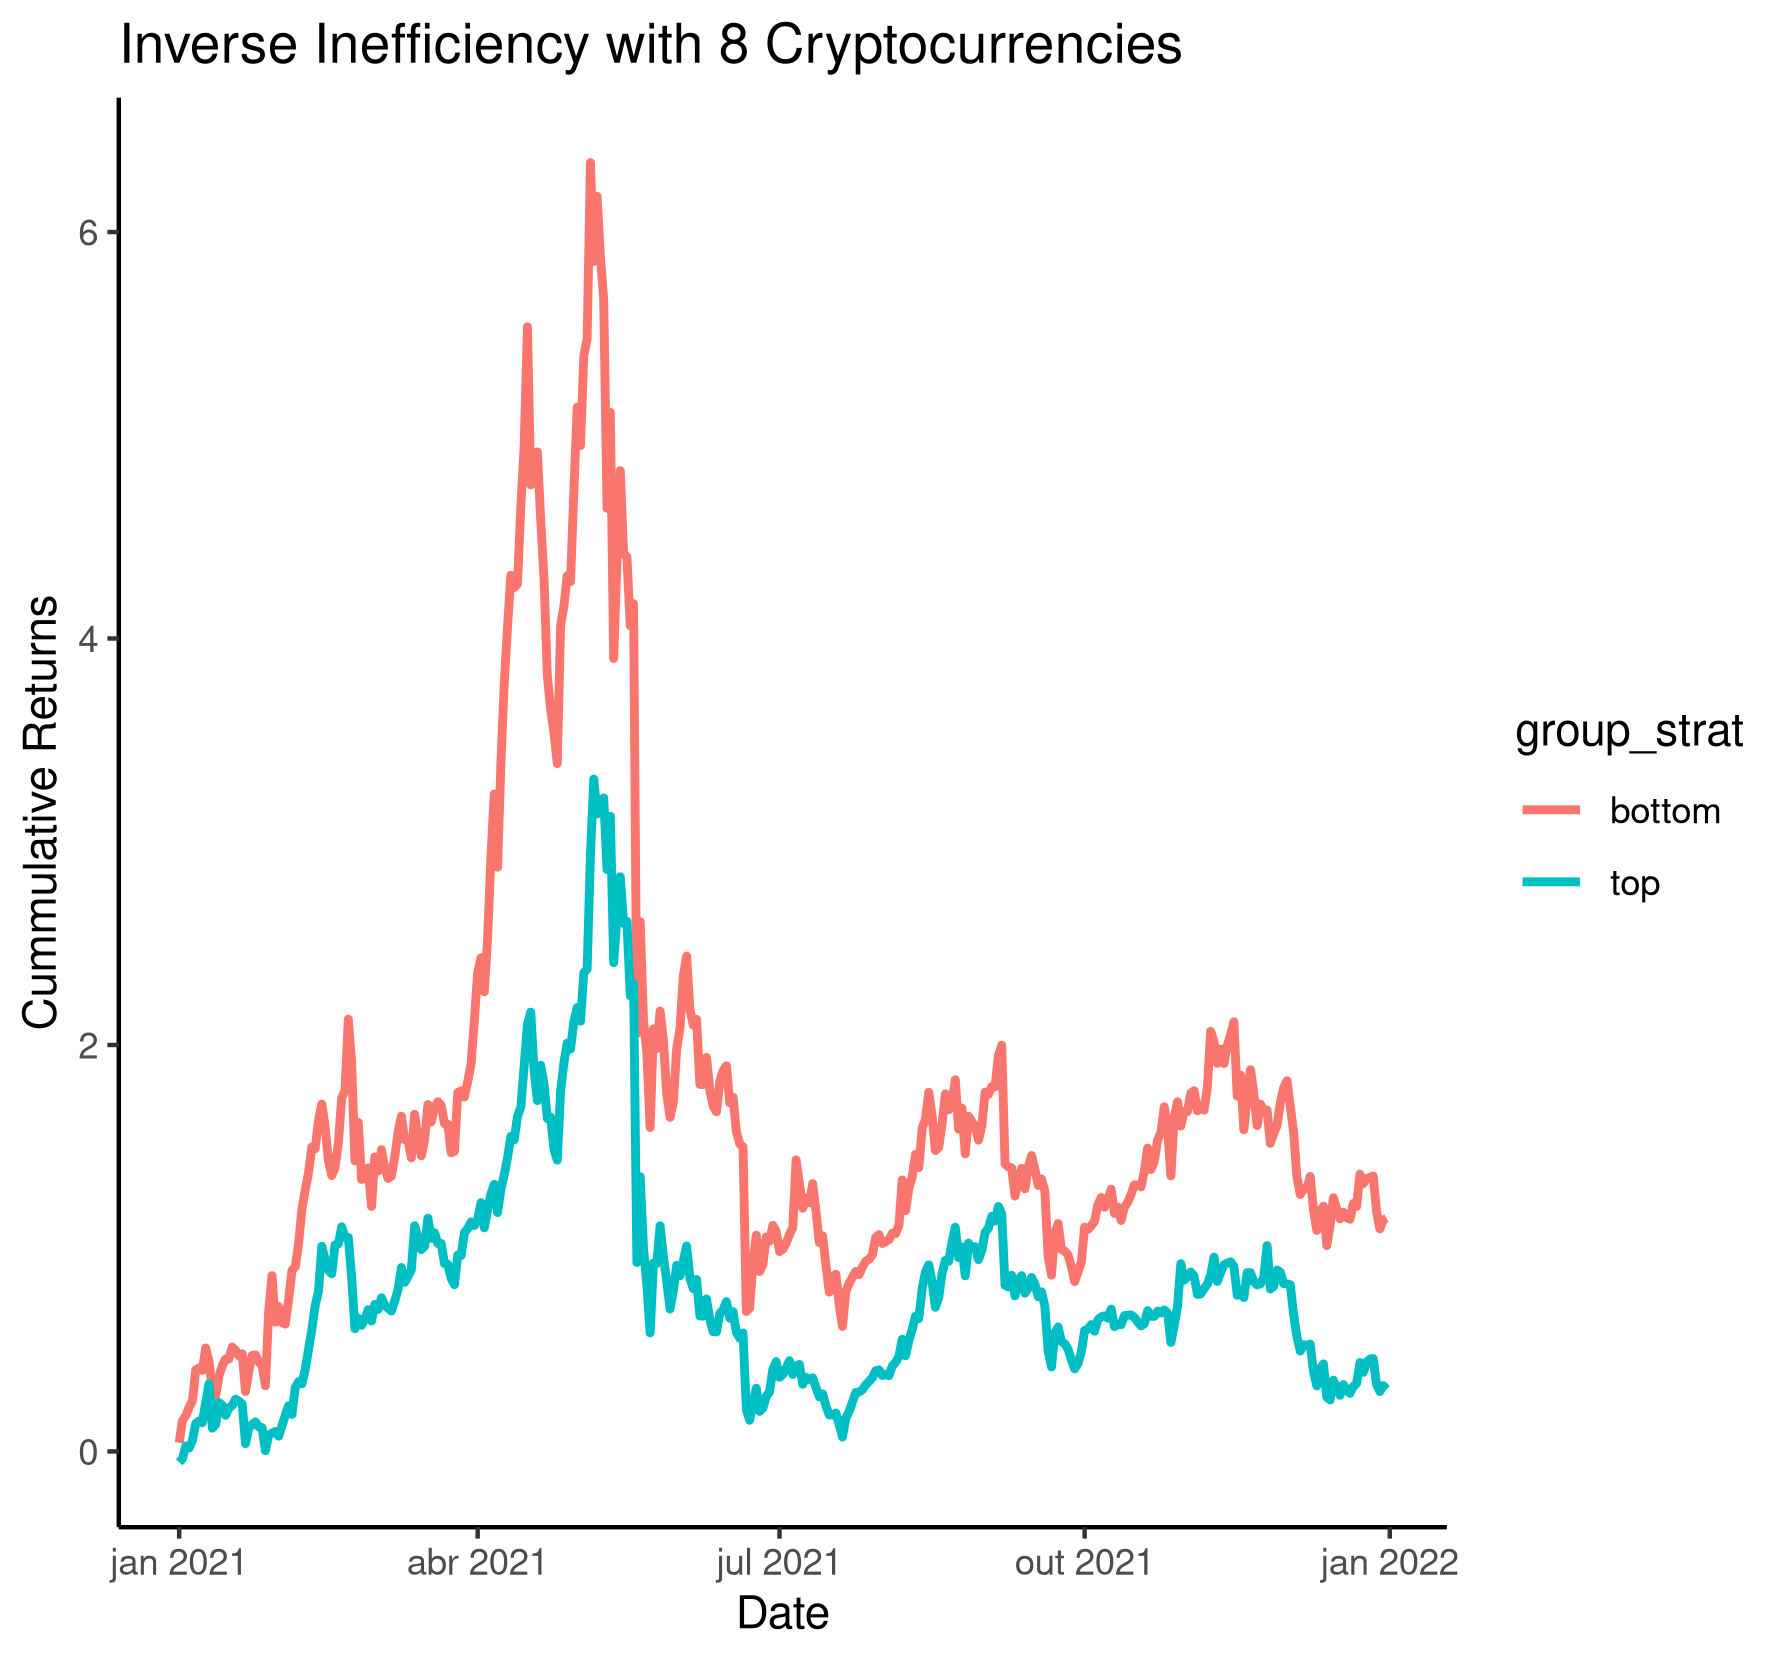 Inverse Inefficiency with 8 Cryptocurrencies
Cummulative Returns
6
4
2
0
jan 2021
abr 2021
jul 2021
out 2021
jan 2022
Date
group_strat
bottom
top